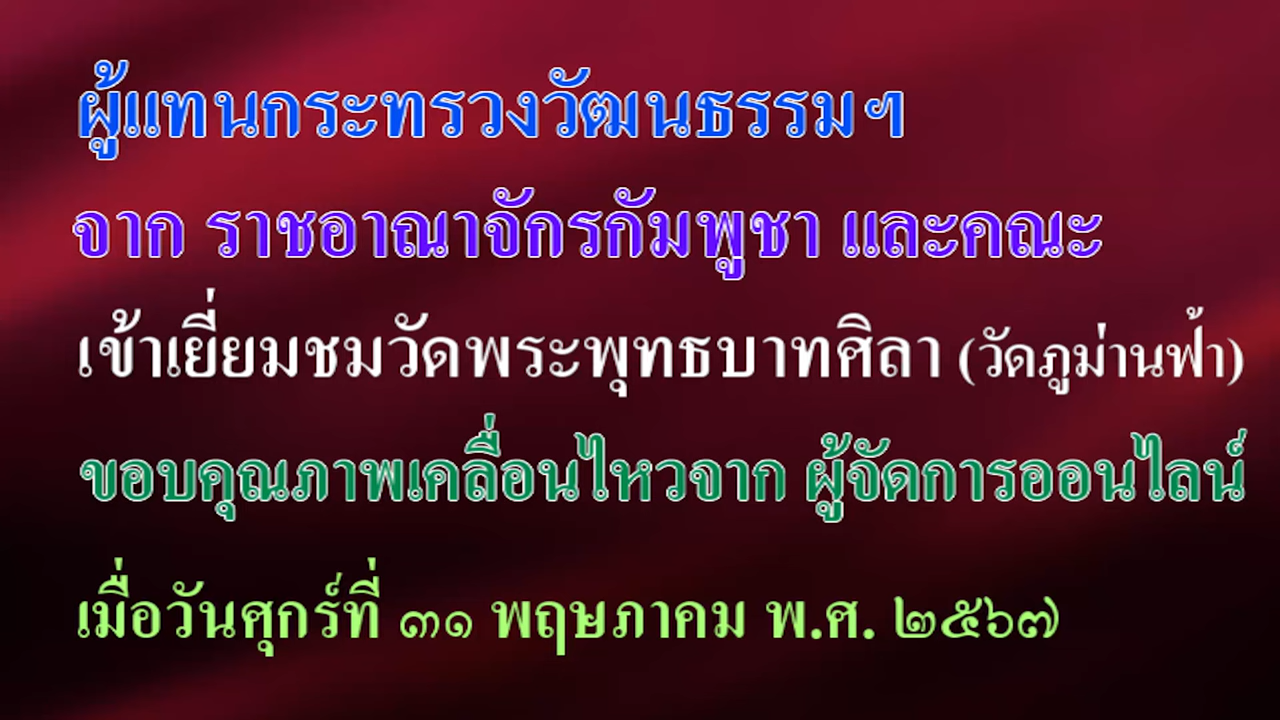 ผู้แทนกระทรวงวัฒนธรรมฯ
จาก ราชอาณาจักรกัมพูชา และคณะ
เข้าเยี่ยมชมวัดพระพุทธบาทศิลา (วัดภูม่านฟ้า)
ขอบคุณภาพเคลื่อนไหวจาก ผู้จัดการออนไลน์
เมื่อวันศุกร์ที่ ๓๑ พฤษภาคม พ.ศ. ๒๕๖๗